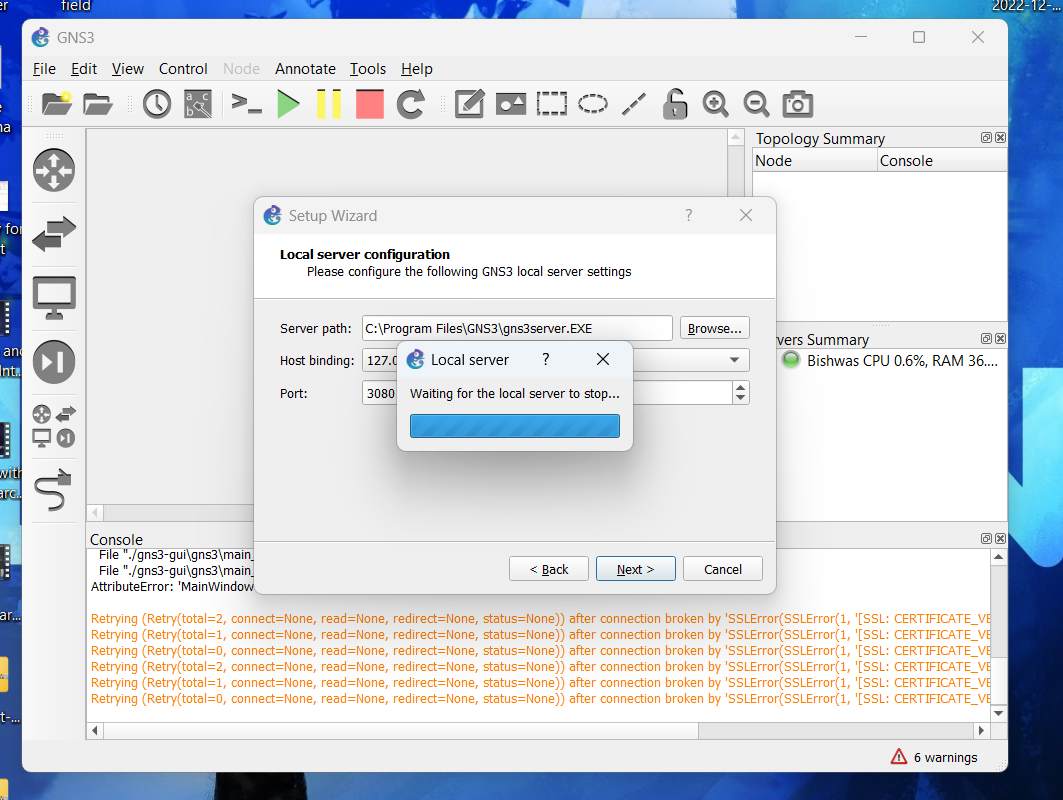 er
field
2022-12-...
GNS3
File Edit View Control Node Annotate Tools Help
Topology Summary
Node Console
Setup Wizard
?
Local server configuration
Please configure the following GNS3 local server settings
Server path: C:\Program Files\GNS3\gns3server.EXE Browse...
Host binding: 127.0
Port: 3080
Local server ?
Waiting for the local server to stop...
vers Summary
Bishwas CPU 0.6%, RAM 36....
< Back Next > Cancel
Console
File "./gns3-gui\gns3\main_
File "./gns3-gui\gns3\main_
AttributeError: 'MainWindow
Retrying (Retry(total=2, connect=None, read=None, redirect=None, status=None)) after connection broken by 'SSLError(SSLError(1, '[SSL: CERTIFICATE_VE
Retrying (Retry(total=1, connect=None, read=None, redirect=None, status=None)) after connection broken by 'SSLError(SSLError(1, '[SSL: CERTIFICATE_VE
Retrying (Retry(total=0, connect=None, read=None, redirect=None, status=None)) after connection broken by 'SSLError(SSLError(1, '[SSL: CERTIFICATE_VE
Retrying (Retry(total=2, connect=None, read=None, redirect=None, status=None)) after connection broken by 'SSLError(SSLError(1, '[SSL: CERTIFICATE_VE
Retrying (Retry(total=1, connect=None, read=None, redirect=None, status=None)) after connection broken by 'SSLError(SSLError(1, '[SSL: CERTIFICATE_VE
Retrying (Retry(total=0, connect=None, read=None, redirect=None, status=None)) after connection broken by 'SSLError(SSLError(1, '[SSL: CERTIFICATE_VE
6 warnings